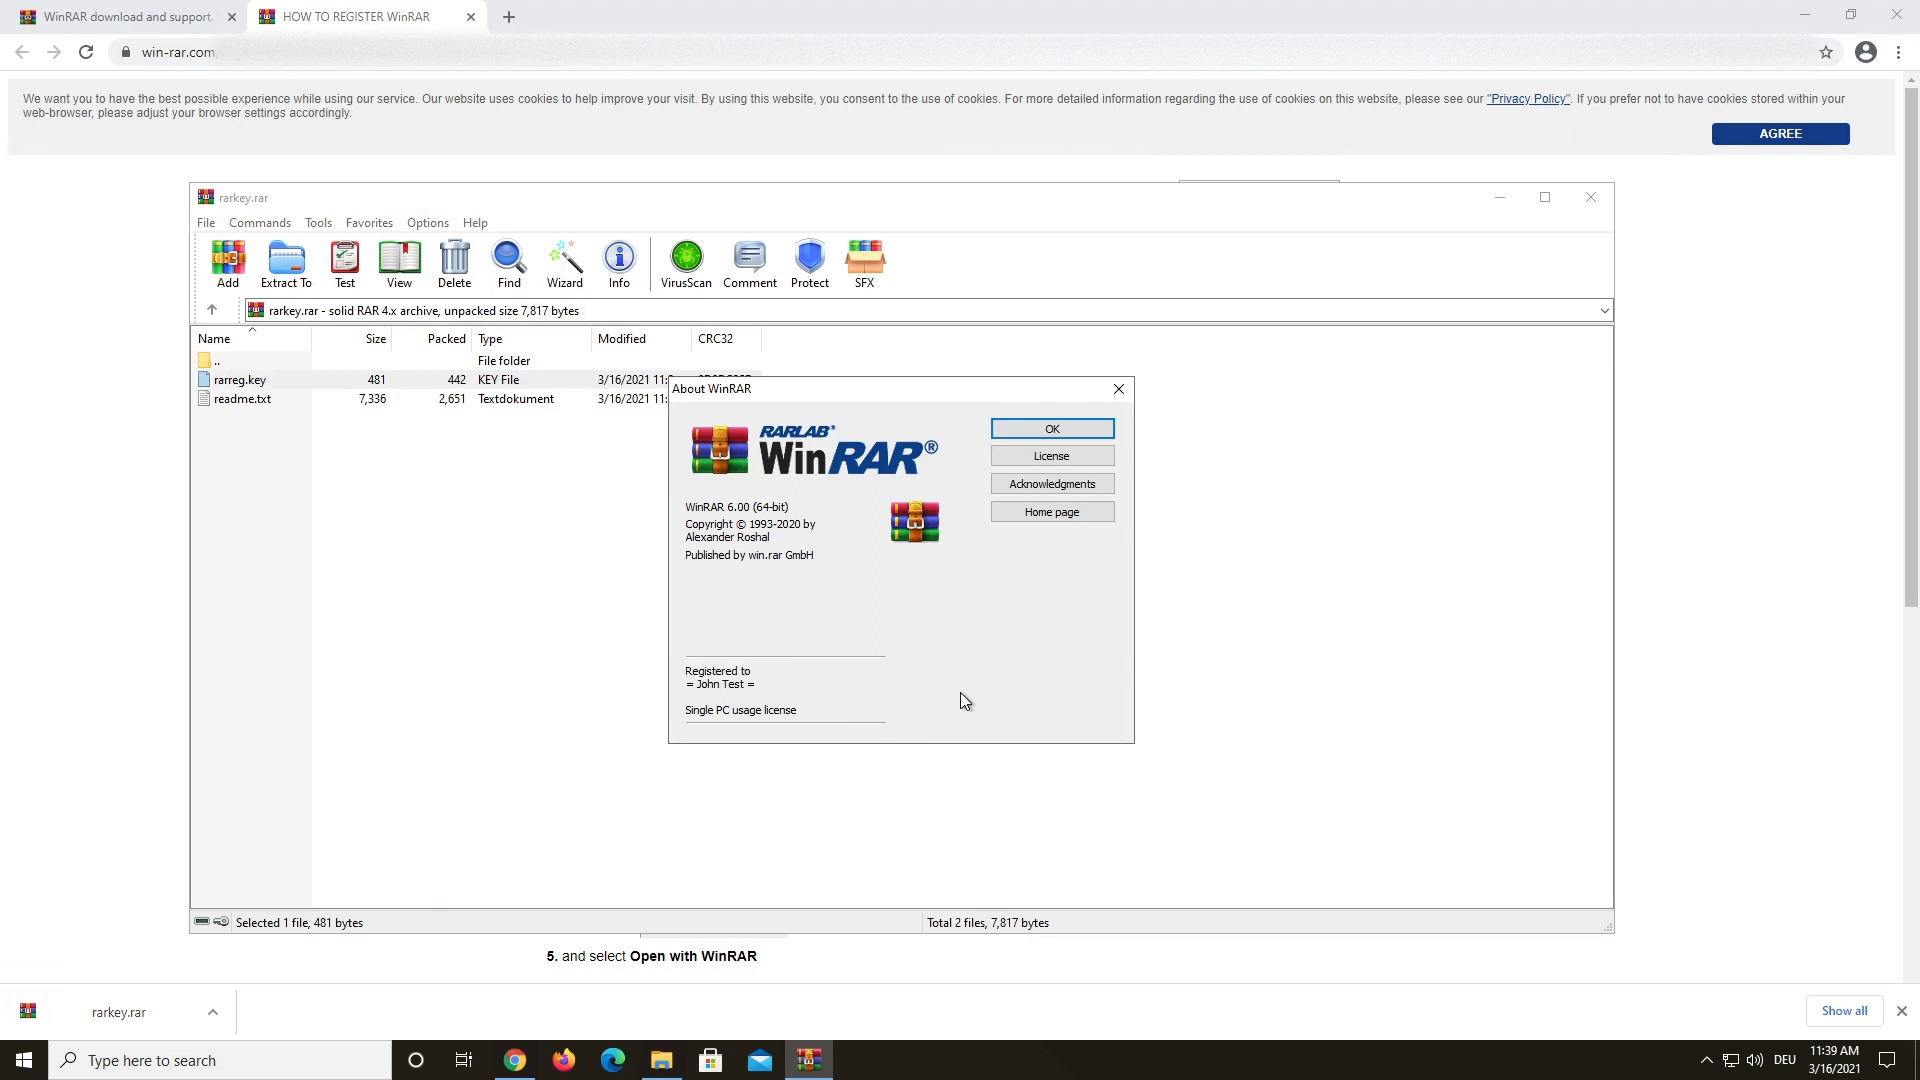 WinRAR download and support.
HOW TO REGISTER WinRAR
win-rar.com/
We want you to have the best possible experience while using our service. Our website uses cookies to help improve your visit. By using this website, you consent to the use of cookies. For more detailed information regarding the use of cookies on this website, please see our "Privacy Policy". If you prefer not to have cookies stored within your
web-browser, please adjust your browser settings accordingly.
AGREE
rarkey.rar
File Commands Tools Favorites Options Help
Add Extract To Test View Delete Find Wizard Info VirusScan Comment Protect SFX
rarkey.rar - solid RAR 4.x archive, unpacked size 7,817 bytes
Name Size Packed Type Modified CRC32
.. File folder
rarreg.key 481 442 KEY File 3/16/2021 11:
readme.txt 7,336 2,651 Textdokument 3/16/2021 11:
About WinRAR
RARLAB®
WinRAR®
OK
License
Acknowledgments
Home page
WinRAR 6.00 (64-bit)
Copyright © 1993-2020 by
Alexander Roshal
Published by win.rar GmbH
Registered to
= John Test =
Single PC usage license
Selected 1 file, 481 bytes
Total 2 files, 7,817 bytes
5. and select Open with WinRAR
rarkey.rar
Show all
Type here to search
DEU
11:39 AM
3/16/2021